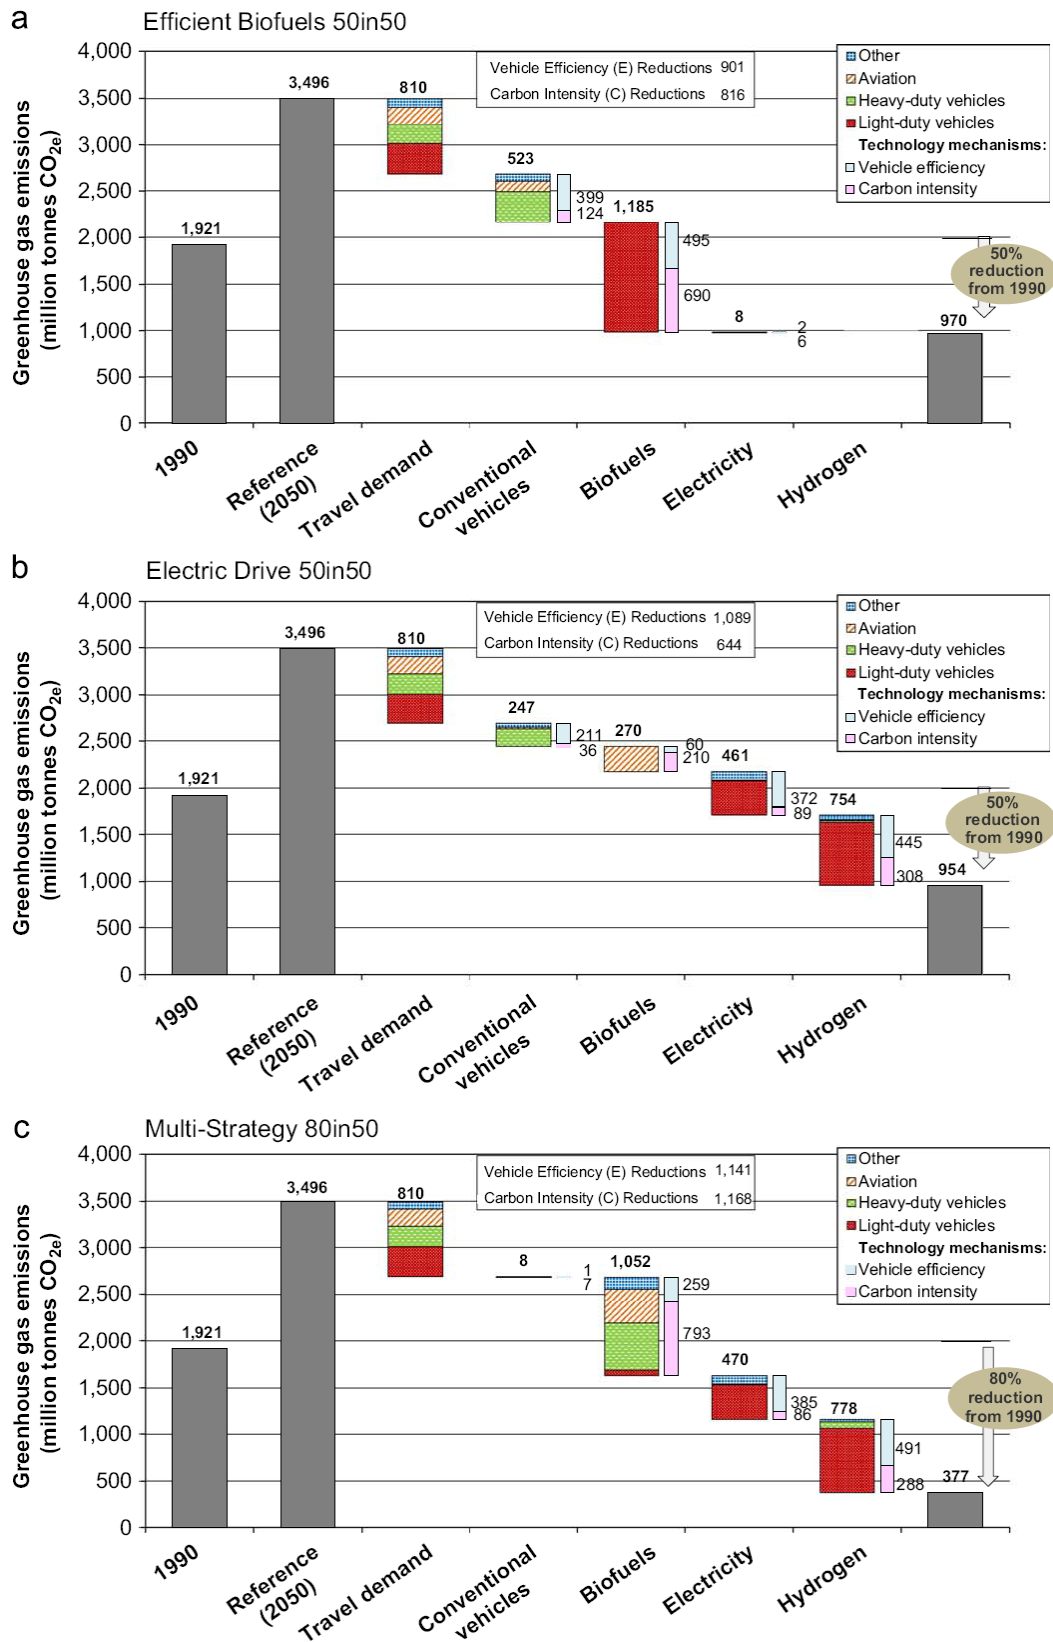 a
Efficient Biofuels 50in50
Greenhouse gas emissions
(million tonnes CO2e)
4,000
3,500
3,000
2,500
2,000
1,500
1,000
500
0
1,921
3,496
810
523
399
124
1,185
495
690
8
2
6
970
Vehicle Efficiency (E) Reductions 901
Carbon Intensity (C) Reductions 816
Other
Aviation
Heavy-duty vehicles
Light-duty vehicles
Technology mechanisms:
Vehicle efficiency
Carbon intensity
50%
reduction
from 1990
1990
Reference
(2050)
Travel demand
Conventional
vehicles
Biofuels
Electricity
Hydrogen
b
Electric Drive 50in50
Greenhouse gas emissions
(million tonnes CO2e)
4,000
3,500
3,000
2,500
2,000
1,500
1,000
500
0
1,921
3,496
810
247
211
36
270
60
210
461
372
89
754
445
308
954
Vehicle Efficiency (E) Reductions 1,089
Carbon Intensity (C) Reductions 644
Other
Aviation
Heavy-duty vehicles
Light-duty vehicles
Technology mechanisms:
Vehicle efficiency
Carbon intensity
50%
reduction
from 1990
1990
Reference
(2050)
Travel demand
Conventional
vehicles
Biofuels
Electricity
Hydrogen
c
Multi-Strategy 80in50
Greenhouse gas emissions
(million tonnes CO2e)
4,000
3,500
3,000
2,500
2,000
1,500
1,000
500
0
1,921
3,496
810
8
1
7
1,052
259
793
470
385
86
778
491
288
377
Vehicle Efficiency (E) Reductions 1,141
Carbon Intensity (C) Reductions 1,168
Other
Aviation
Heavy-duty vehicles
Light-duty vehicles
Technology mechanisms:
Vehicle efficiency
Carbon intensity
80%
reduction
from 1990
1990
Reference
(2050)
Travel demand
Conventional
vehicles
Biofuels
Electricity
Hydrogen